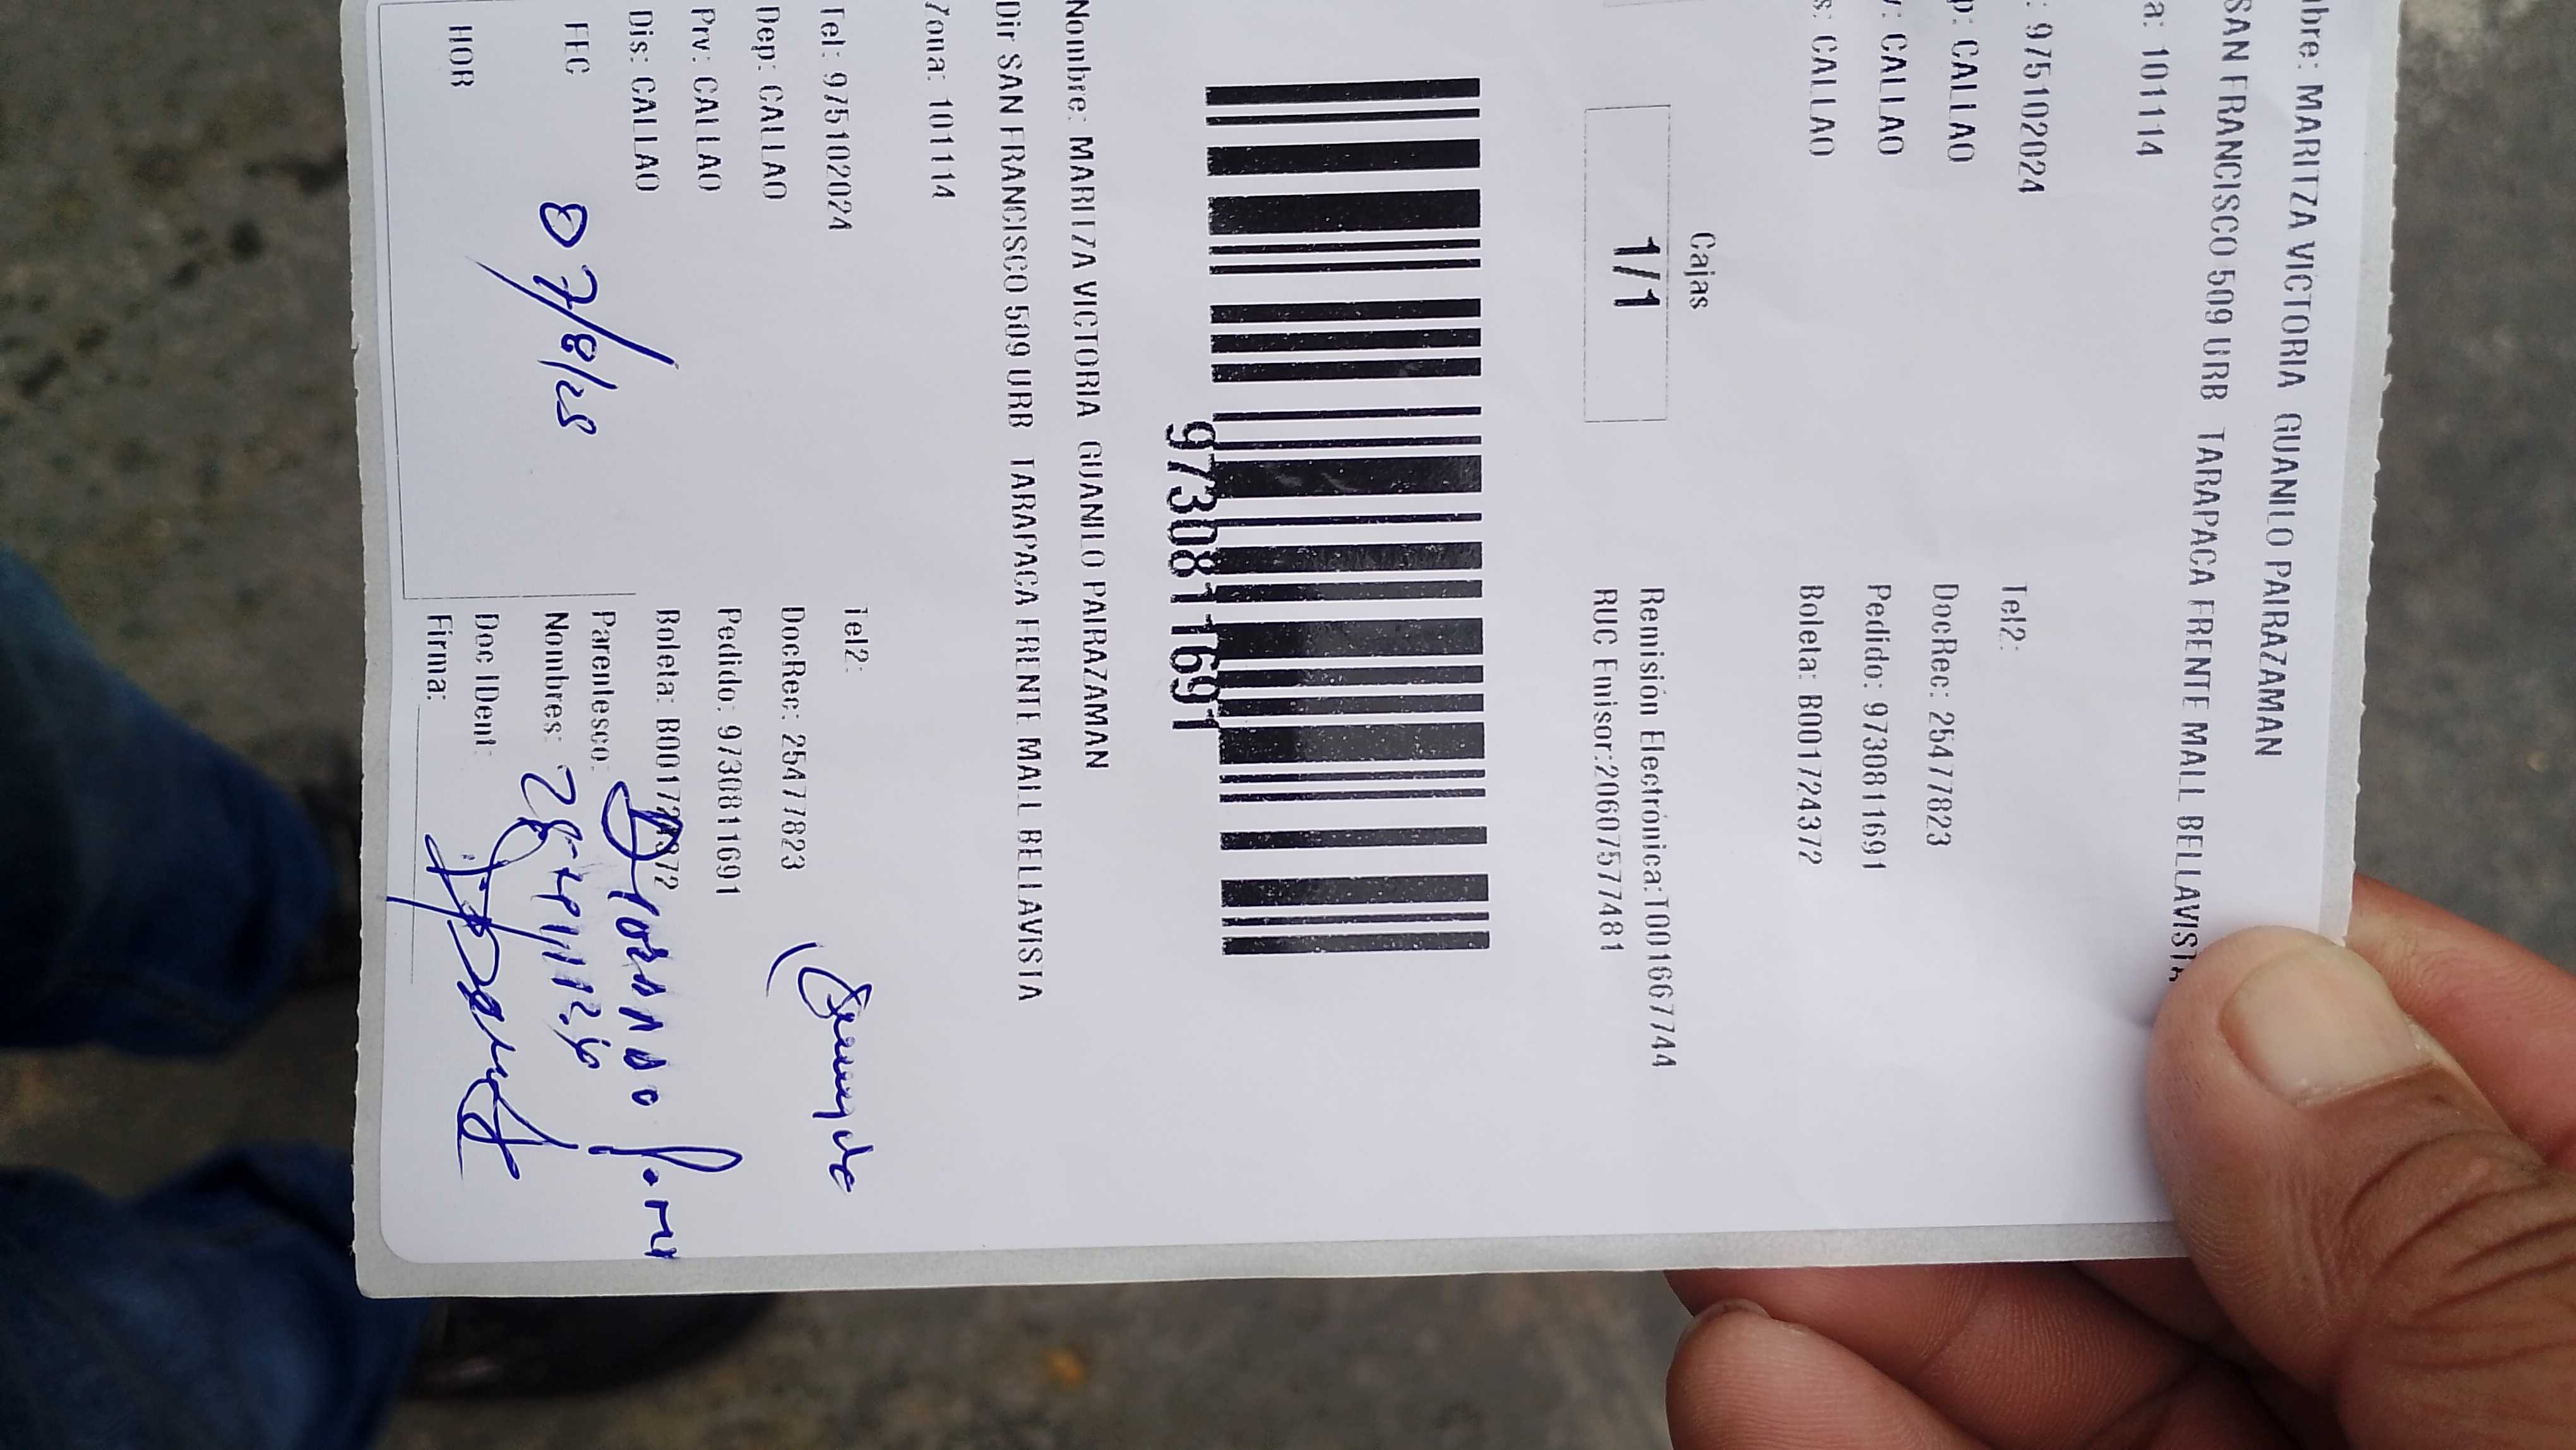 bre: MARITZA VICTORIA GUANILO PAIRAZAMAN
SAN FRANCISCO 509 URB TARAPACA FRENTE MALL BELLAVISTA
a: 101114
: 975102024
Tel2:
p: CALLAO
DocRec: 25477823
v: CALLAO
Pedido: 9730811691
s: CALLAO
Boleta: B001724372
Cajas
1/1
Remisión Electrónica:T001667744
RUC Emisor:20607577481
9730811691
Nombre: MARITZA VICTORIA GUANILO PAIRAZAMAN
Dir SAN FRANCISCO 509 URB TARAPACA FRENTE MALL BELLAVISTA
Zona: 101114
Tel: 975102024
Tel2:
Dep: CALLAO
DocRec: 25477823
Prv: CALLAO
Pedido: 9730811691
Dis: CALLAO
Boleta: B001724372
FEC 07/8/25
Parentesco:
Nombres:
HOR
Doc IDent:
Firma: